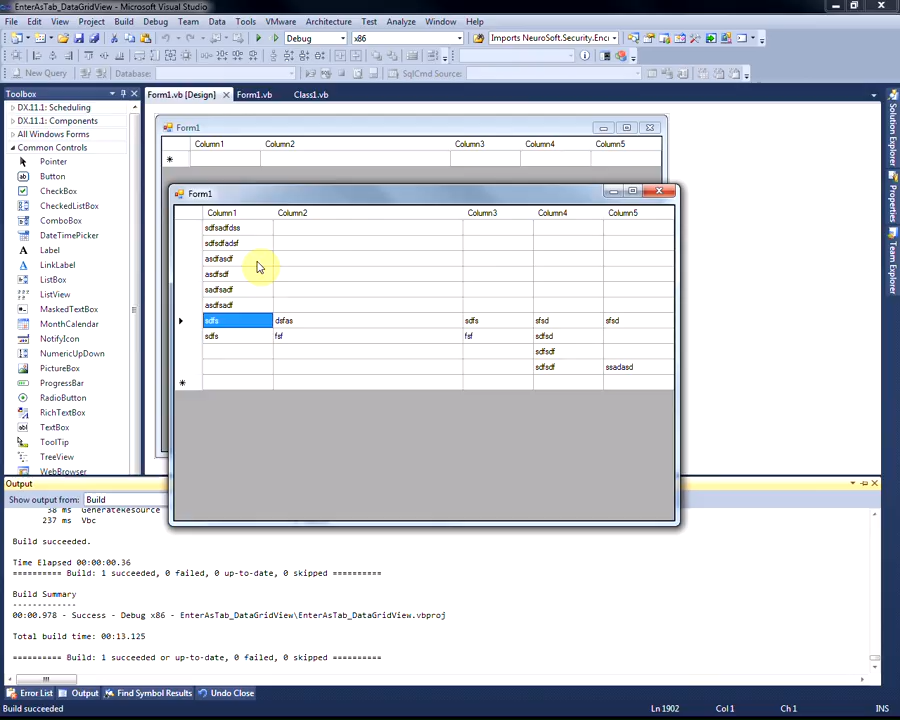 EnterAsTab_DataGridView - Microsoft Visual Studio
File Edit View Project Build Debug Team Data Tools VMware Architecture Test Analyze Window Help
Debug x86 Imports NeuroSoft.Security.Enc
New Query Database: SqlCmd Source:
Toolbox Form1.vb [Design] Form1.vb Class1.vb
DX.11.1: Scheduling
DX.11.1: Components
All Windows Forms
Common Controls
Pointer
Button
CheckBox
CheckedListBox
ComboBox
DateTimePicker
Label
LinkLabel
ListBox
ListView
MaskedTextBox
MonthCalendar
NotifyIcon
NumericUpDown
PictureBox
ProgressBar
RadioButton
RichTextBox
TextBox
ToolTip
TreeView
WebBrowser
Form1
Column1 Column2 Column3 Column4 Column5
Form1
Column1 Column2 Column3 Column4 Column5
sdfsadfdss
sdfsdfadsf
asdfasdf
asdfsdf
sadfsadf
asdfsadf
sdfs dsfas sdfs sfsd sfsd
sdfs fsf fsf sdfsd
sdfsdf
sdfsdf ssadasd
Solution Explorer
Properties
Team Explorer
Output
Show output from: Build
38 ms GenerateResource
237 ms Vbc
Build succeeded.
Time Elapsed 00:00:00.36
========== Build: 1 succeeded, 0 failed, 0 up-to-date, 0 skipped ==========
Build Summary
-------------
00:00.978 - Success - Debug x86 - EnterAsTab_DataGridView\EnterAsTab_DataGridView.vbproj
Total build time: 00:13.125
========== Build: 1 succeeded or up-to-date, 0 failed, 0 skipped ==========
Error List Output Find Symbol Results Undo Close
Build succeeded Ln 1902 Col 1 Ch 1 INS